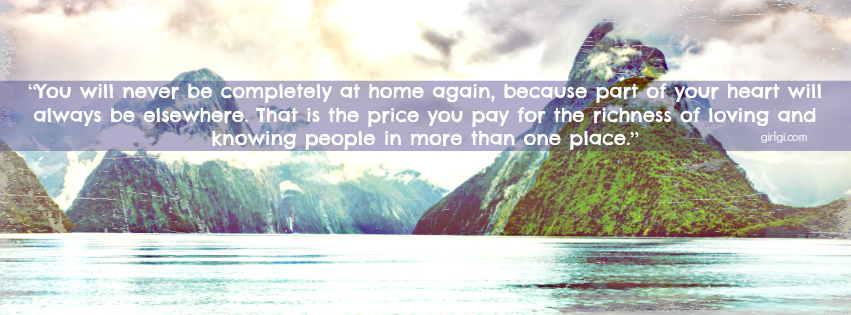 “You will never be completely at home again, because part of your heart will
always be elsewhere. That is the price you pay for the richness of loving and
knowing people in more than one place.”
girlgi.com